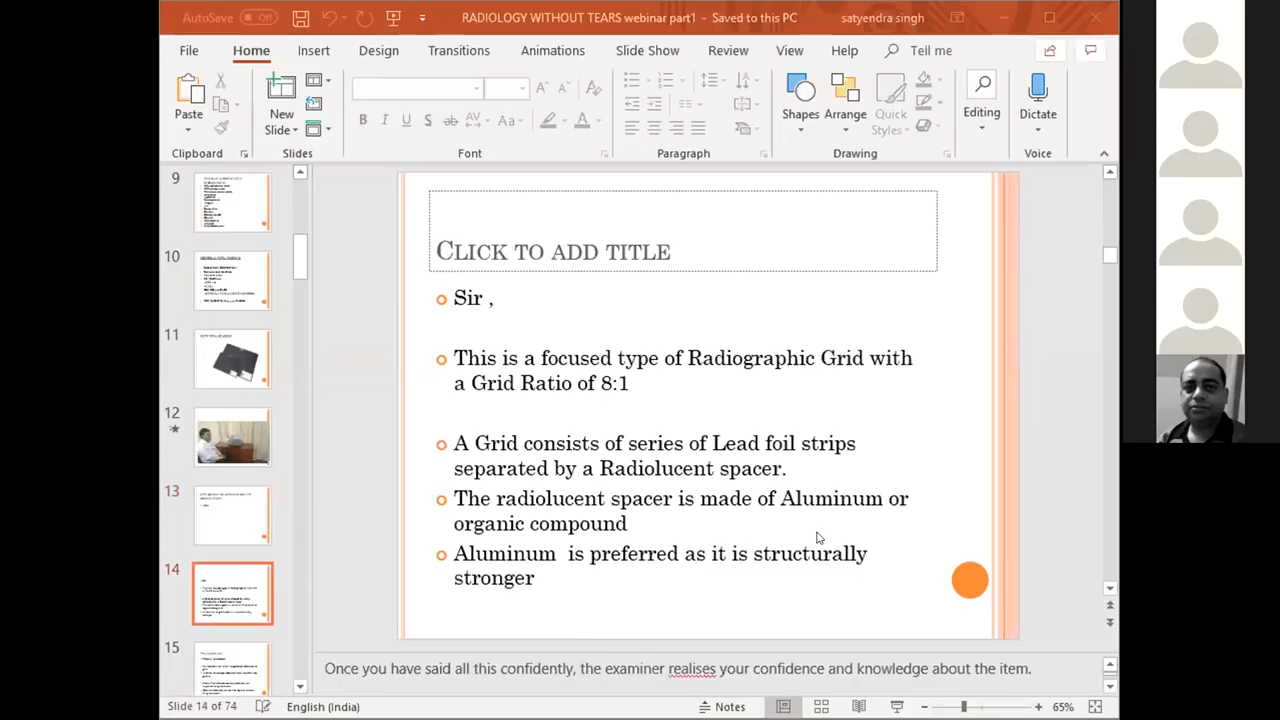 AutoSave Off RADIOLOGY WITHOUT TEARS webinar part1 - Saved to this PC satyendra singh
File Home Insert Design Transitions Animations Slide Show Review View Help Tell me
Paste New Slide Shapes Arrange Quick Styles Editing Dictate
B I U S ab AV Aa A
Clipboard Slides Font Paragraph Drawing Voice
9
10
11
12
13
14
15
CLICK TO ADD TITLE
Sir ,
This is a focused type of Radiographic Grid with
a Grid Ratio of 8:1
A Grid consists of series of Lead foil strips
separated by a Radiolucent spacer.
The radiolucent spacer is made of Aluminum or
organic compound
Aluminum is preferred as it is structurally
stronger
Once you have said all this confidently, the examiner realises your confidence and knowledge about the item.
Slide 14 of 74 English (India) Notes 65%